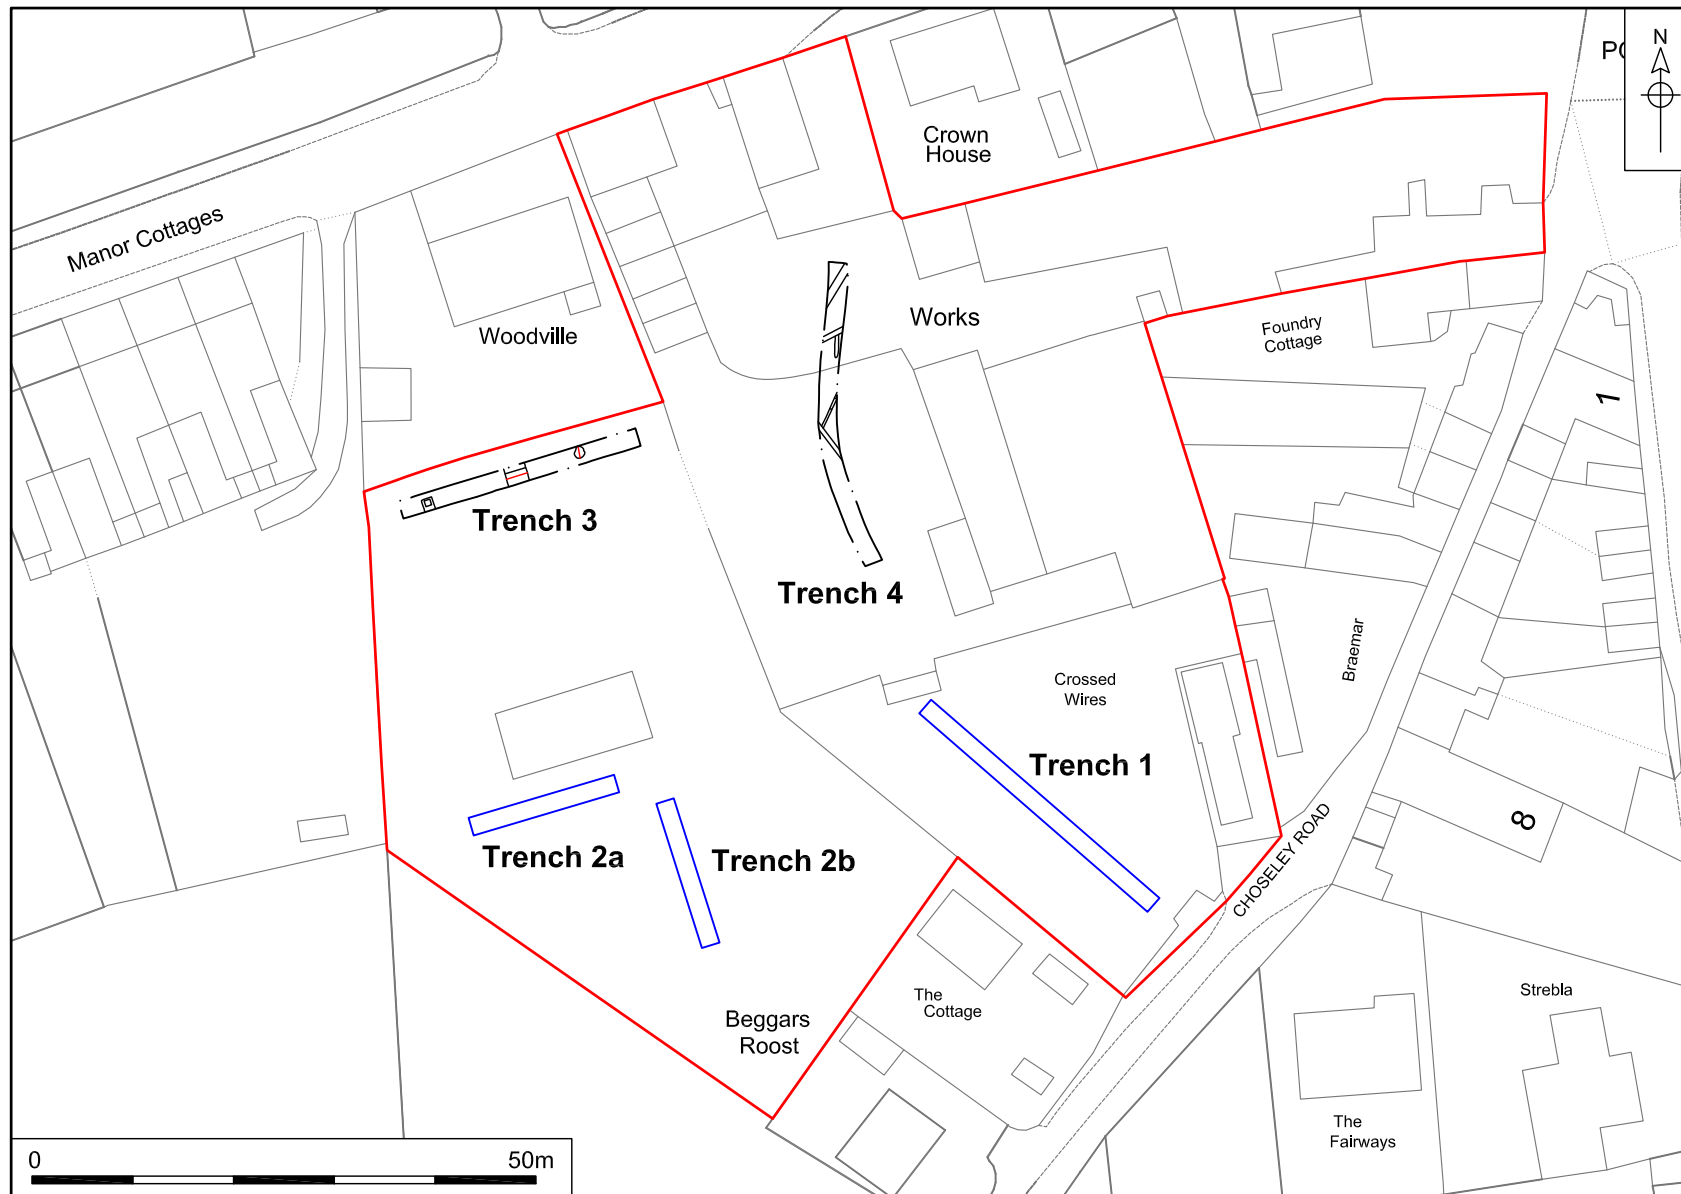 N
Crown
House
Manor Cottages
Woodville
Works
Foundry
Cottage
1
Trench 3
Trench 4
Braemar
Crossed
Wires
Trench 1
8
Trench 2a
Trench 2b
CHOSELEY ROAD
The
Cottage
Strebla
Beggars
Roost
The
Fairways
0 50m